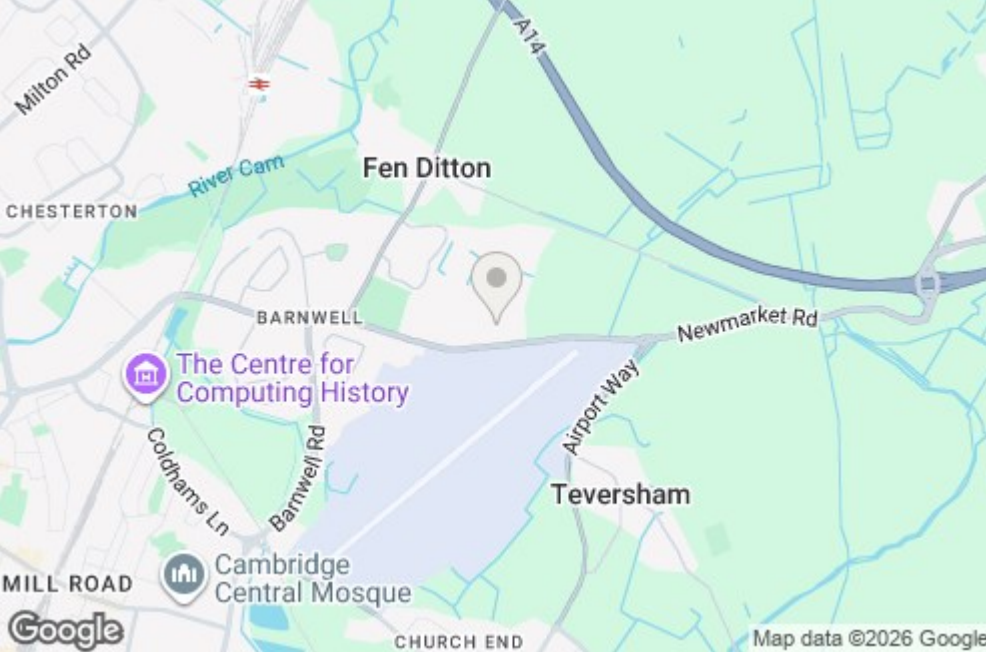 A14
Milton Rd
Fen Ditton
River Cam
CHESTERTON
BARNWELL
Newmarket Rd
The Centre for
Computing History
Airport Way
Barnwell Rd
Coldhams Ln
Teversham
Cambridge
Central Mosque
MILL ROAD
CHURCH END
Google
Map data ©2026 Google